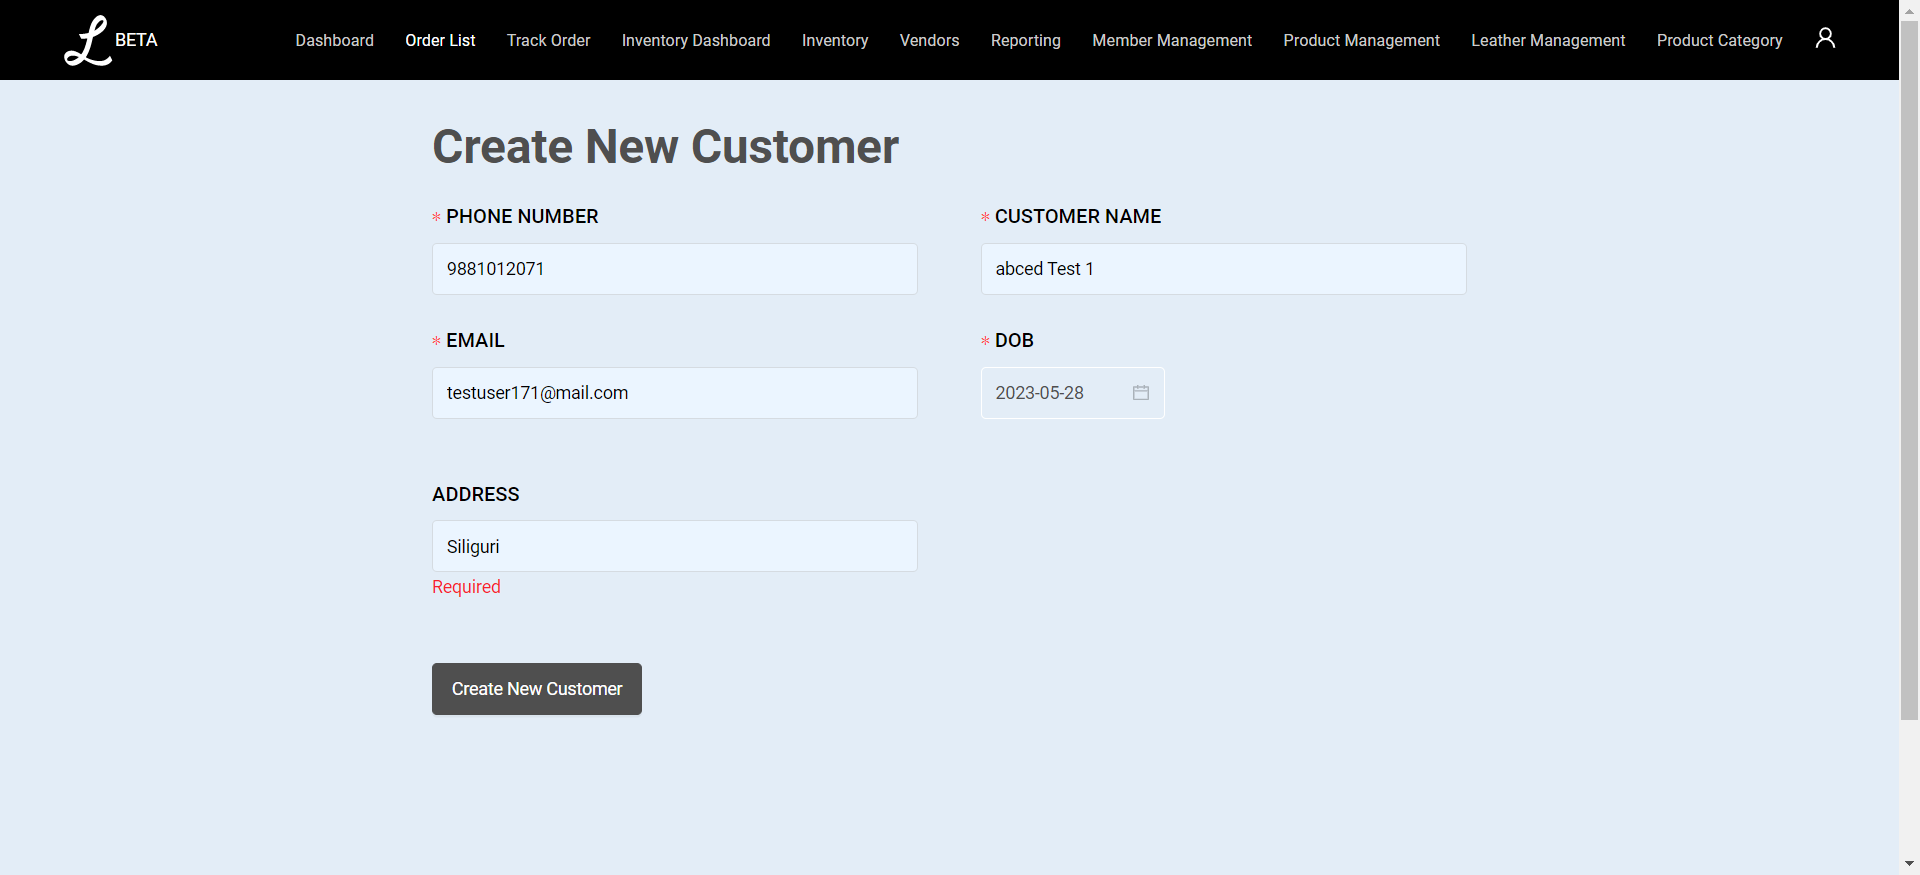 L BETA Dashboard Order List Track Order Inventory Dashboard Inventory Vendors Reporting Member Management Product Management Leather Management Product Category
Create New Customer
* PHONE NUMBER * CUSTOMER NAME
9881012071 abced Test 1
* EMAIL * DOB
testuser171@mail.com 2023-05-28
ADDRESS
Siliguri
Required
Create New Customer